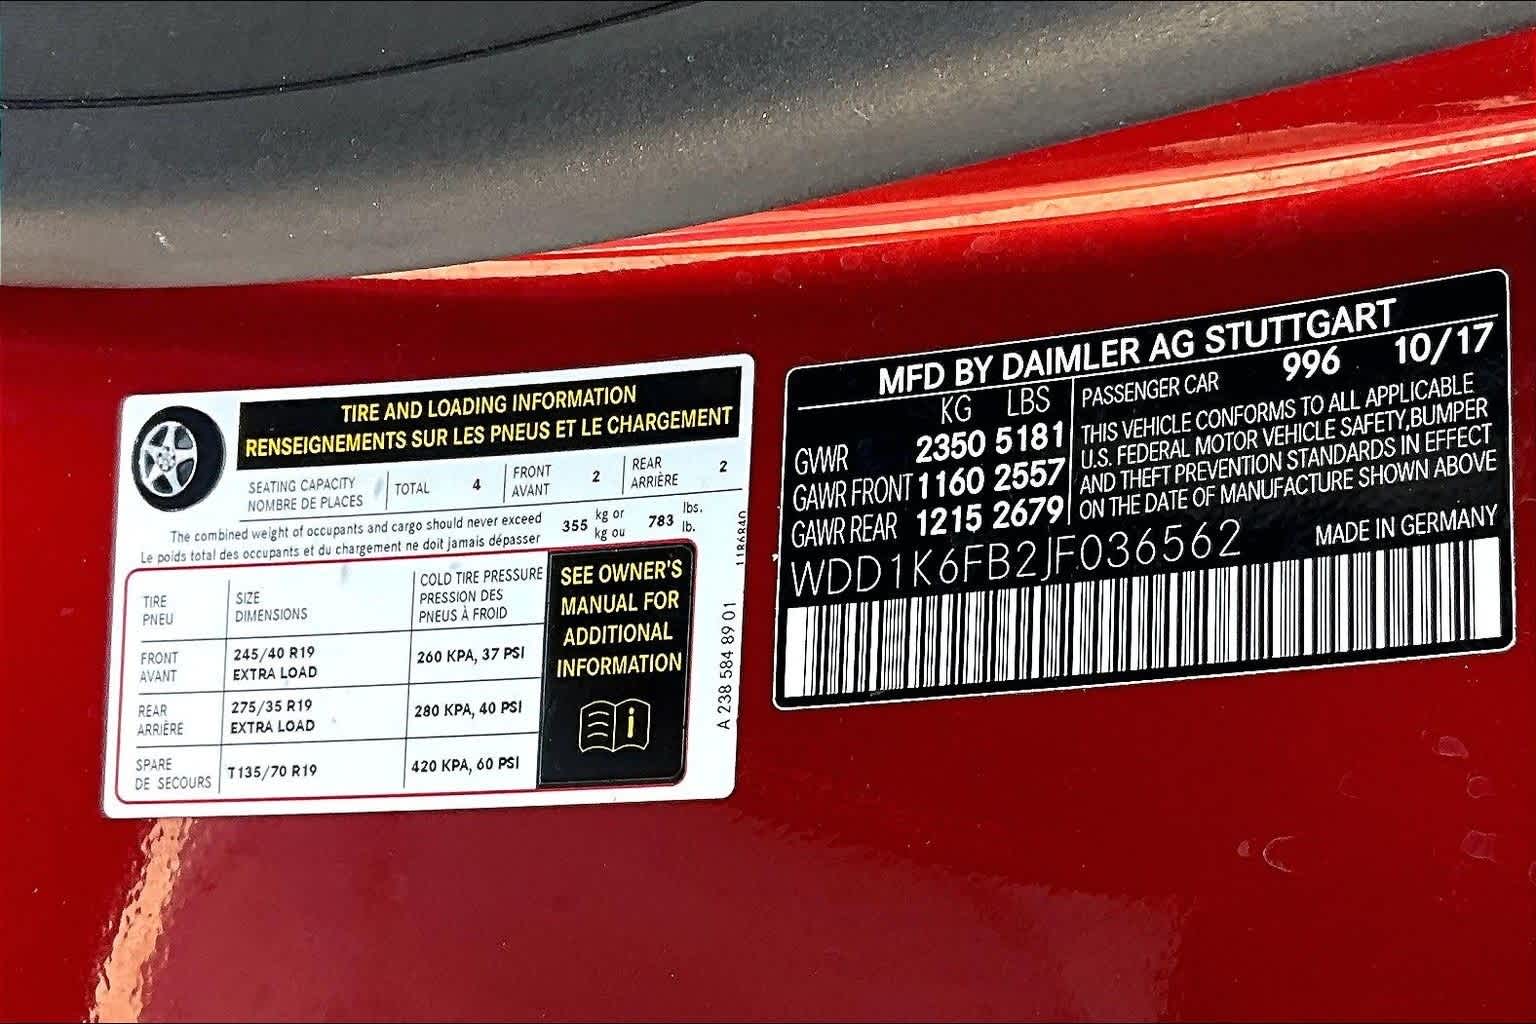 TIRE AND LOADING INFORMATION
RENSEIGNEMENTS SUR LES PNEUS ET LE CHARGEMENT
SEATING CAPACITY
NOMBRE DE PLACES
TOTAL 4
FRONT
AVANT
2
REAR
ARRIÈRE
2
The combined weight of occupants and cargo should never exceed
Le poids total des occupants et du chargement ne doit jamais dépasser
355 kg or
kg ou
783 lbs.
lb.
TIRE
PNEU
SIZE
DIMENSIONS
COLD TIRE PRESSURE
PRESSION DES
PNEUS À FROID
FRONT
AVANT
245/40 R19
EXTRA LOAD
260 KPA, 37 PSI
REAR
ARRIÈRE
275/35 R19
EXTRA LOAD
280 KPA, 40 PSI
SPARE
DE SECOURS
T135/70 R19
420 KPA, 60 PSI
SEE OWNER'S
MANUAL FOR
ADDITIONAL
INFORMATION
i
1186840
A 238 584 89 01
MFD BY DAIMLER AG STUTTGART
KG LBS
GVWR 2350 5181
GAWR FRONT 1160 2557
GAWR REAR 1215 2679
PASSENGER CAR 996 10/17
THIS VEHICLE CONFORMS TO ALL APPLICABLE
U.S. FEDERAL MOTOR VEHICLE SAFETY,BUMPER
AND THEFT PREVENTION STANDARDS IN EFFECT
ON THE DATE OF MANUFACTURE SHOWN ABOVE
WDD1K6FB2JF036562
MADE IN GERMANY